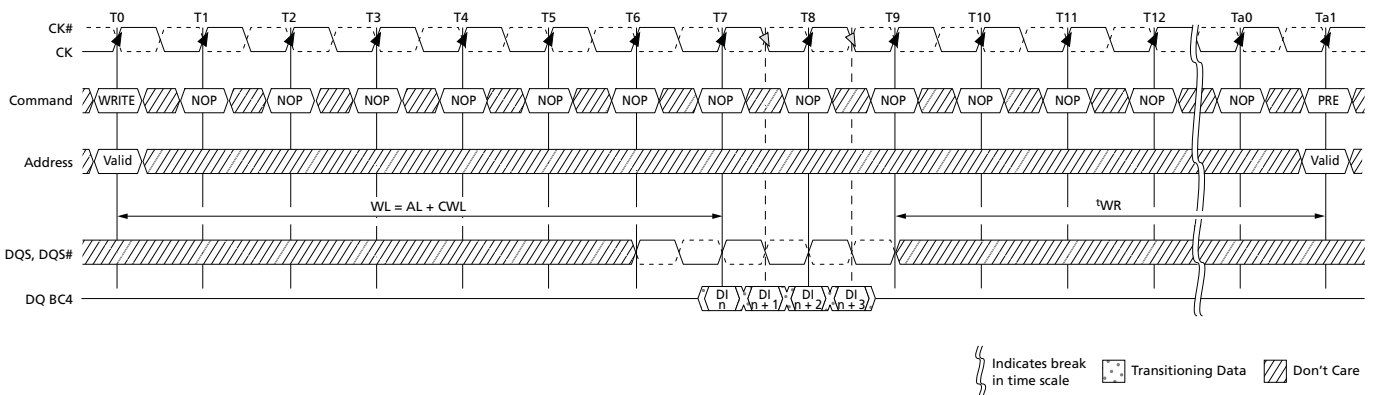 T0 T1 T2 T3 T4 T5 T6 T7 T8 T9 T10 T11 T12 Ta0 Ta1
CK#
CK
Command WRITE NOP NOP NOP NOP NOP NOP NOP NOP NOP NOP NOP NOP NOP PRE
Address Valid Valid
WL = AL + CWL tWR
DQS, DQS#
DQ BC4 DI n DI n + 1 DI n + 2 DI n + 3
Indicates break
in time scale
Transitioning Data
Don't Care